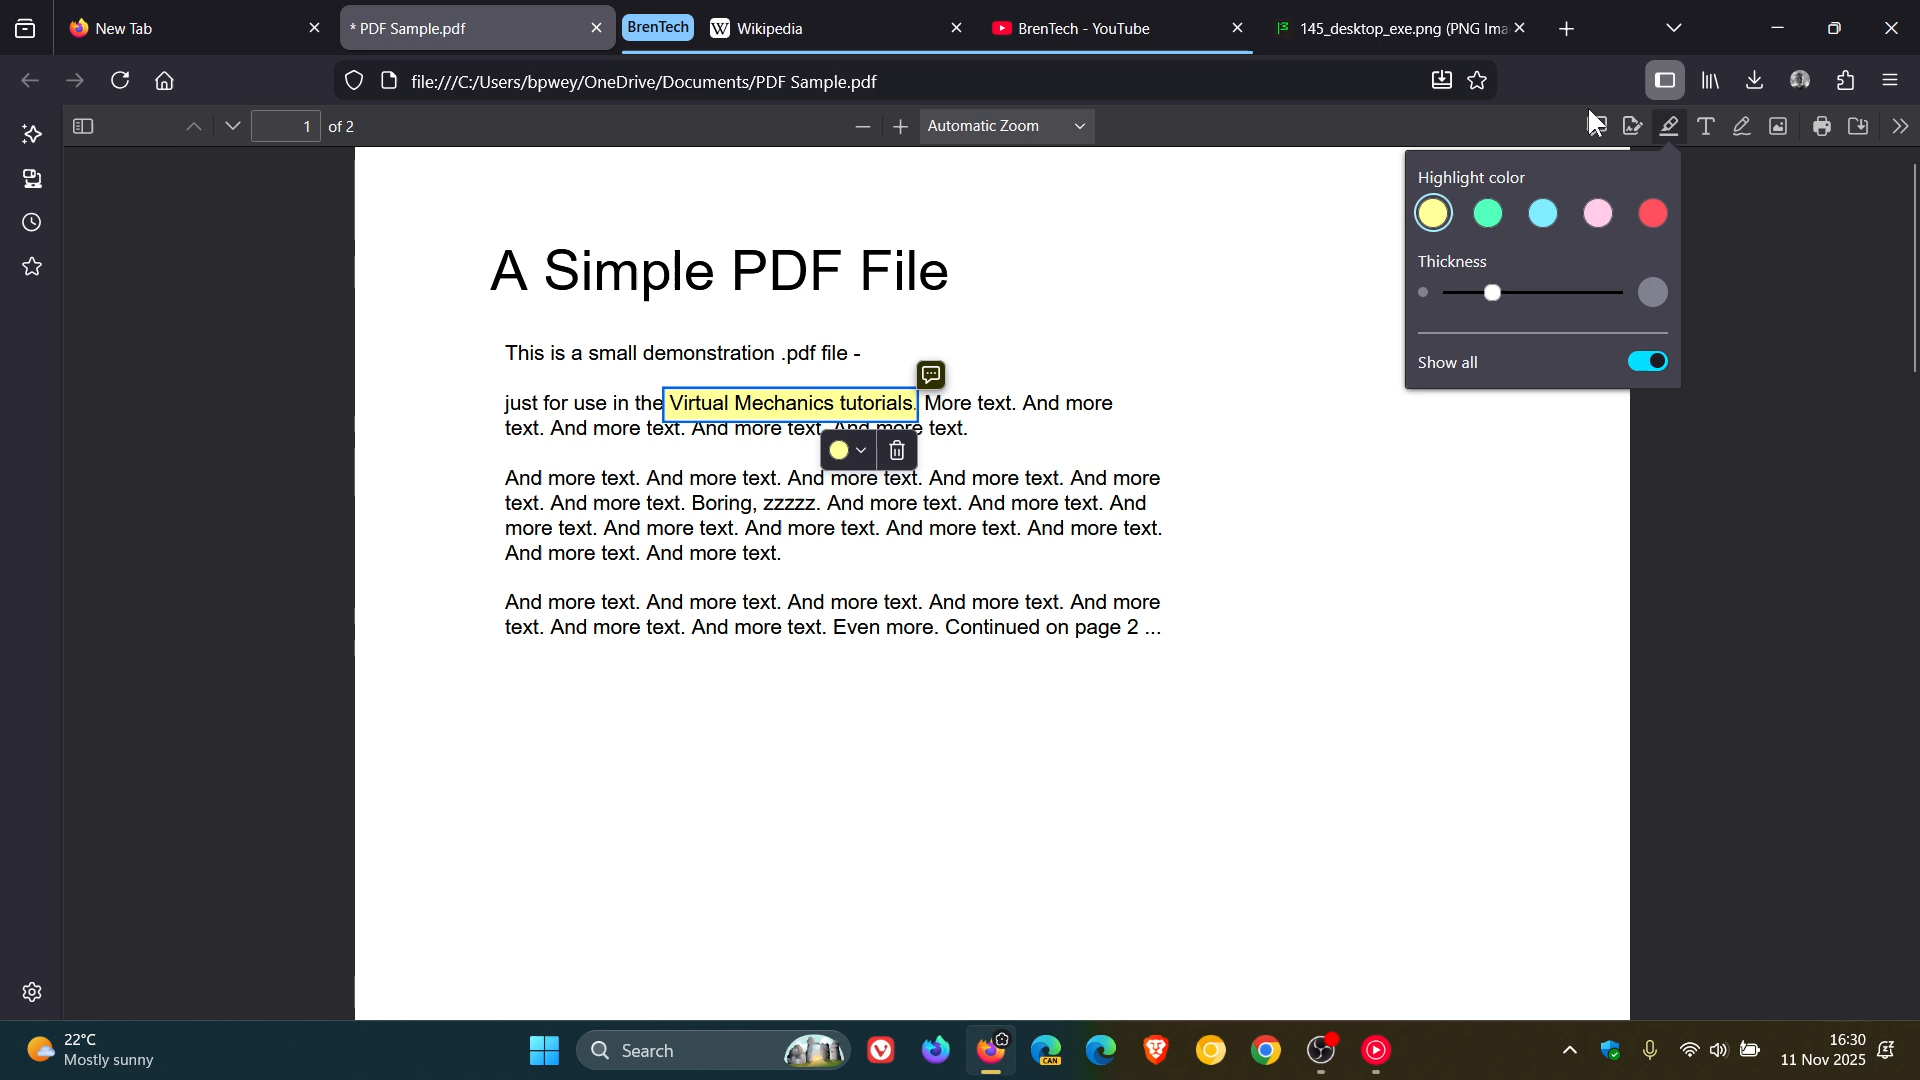 New Tab
* PDF Sample.pdf
BrenTech
Wikipedia
BrenTech - YouTube
145_desktop_exe.png (PNG Ima
file:///C:/Users/bpwey/OneDrive/Documents/PDF Sample.pdf
1 of 2
Automatic Zoom
Highlight color
Thickness
Show all
A Simple PDF File
This is a small demonstration .pdf file -
just for use in the Virtual Mechanics tutorials. More text. And more
text. And more text. And more text. And more text.
And more text. And more text. And more text. And more text. And more
text. And more text. Boring, zzzzz. And more text. And more text. And
more text. And more text. And more text. And more text. And more text.
And more text. And more text.
And more text. And more text. And more text. And more text. And more
text. And more text. And more text. Even more. Continued on page 2 ...
22°C
Mostly sunny
Search
CAN
16:30
11 Nov 2025